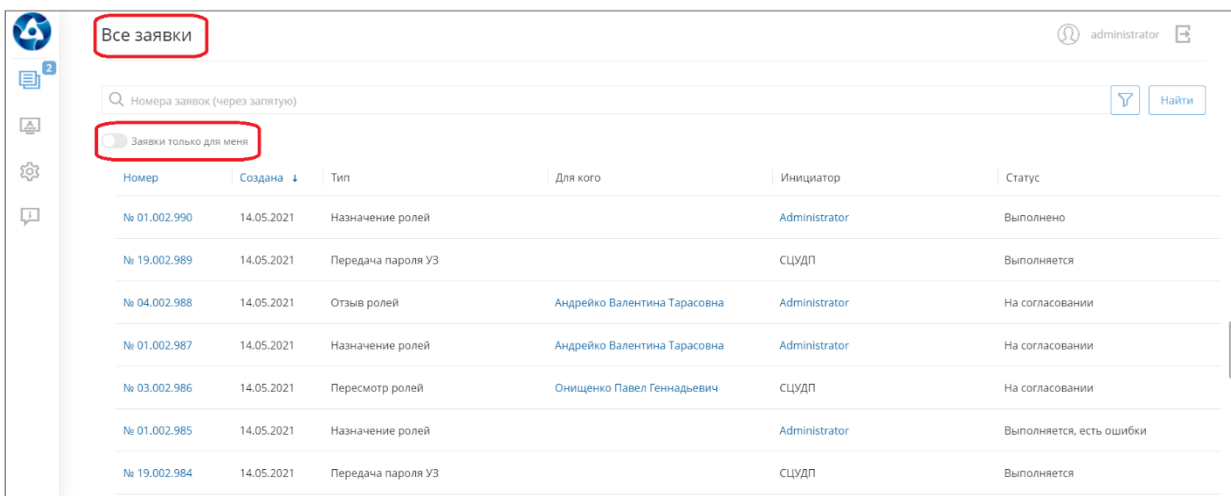 Все заявки
administrator
2
Номера заявок (через запятую)
Найти
Заявки только для меня
Номер Создана ↓ Тип Для кого Инициатор Статус
№ 01.002.990 14.05.2021 Назначение ролей Administrator Выполнено
№ 19.002.989 14.05.2021 Передача пароля УЗ СЦУДП Выполняется
№ 04.002.988 14.05.2021 Отзыв ролей Андрейко Валентина Тарасовна Administrator На согласовании
№ 01.002.987 14.05.2021 Назначение ролей Андрейко Валентина Тарасовна Administrator На согласовании
№ 03.002.986 14.05.2021 Пересмотр ролей Онищенко Павел Геннадьевич СЦУДП На согласовании
№ 01.002.985 14.05.2021 Назначение ролей Administrator Выполняется, есть ошибки
№ 19.002.984 14.05.2021 Передача пароля УЗ СЦУДП Выполняется